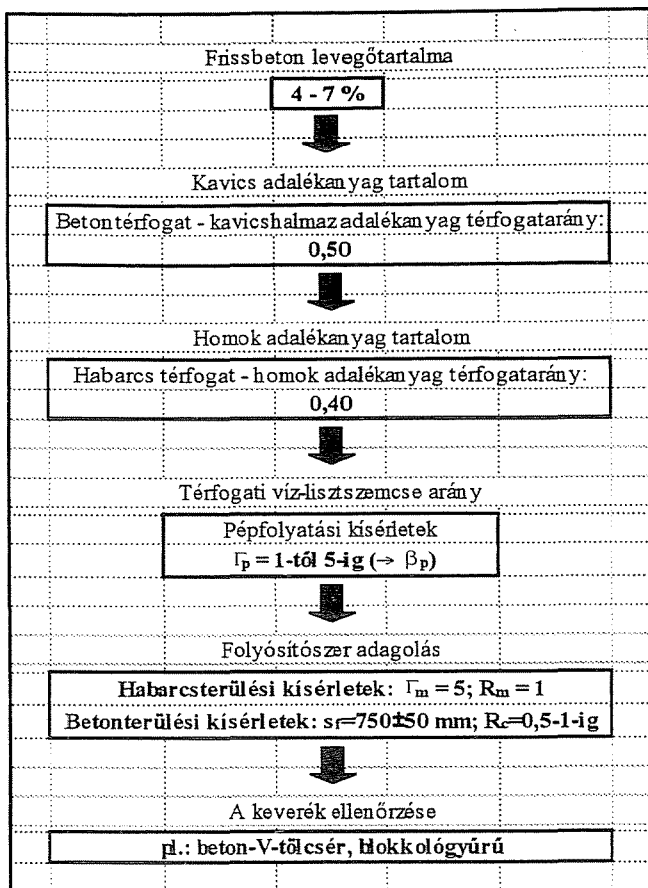 Frissbeton levegőtartalma
4 - 7 %
Kavics adalékanyag tartalom
Betontérfogat - kavicshalmaz adalékanyag térfogatarány:
0,50
Homok adalékanyag tartalom
Habarcs térfogat - homok adalékanyag térfogatarány:
0,40
Térfogati víz-lisztszemcse arány
Pépfolyatási kísérletek
Γp = 1-től 5-ig (→ βp)
Folyósítószer adagolás
Habarcsterülési kísérletek: Γm = 5; Rm = 1
Betonterülési kísérletek: sf=750±50 mm; Rc=0,5-1-ig
A keverék ellenőrzése
pl.: beton-V-tölcsér, blokkológyűrű